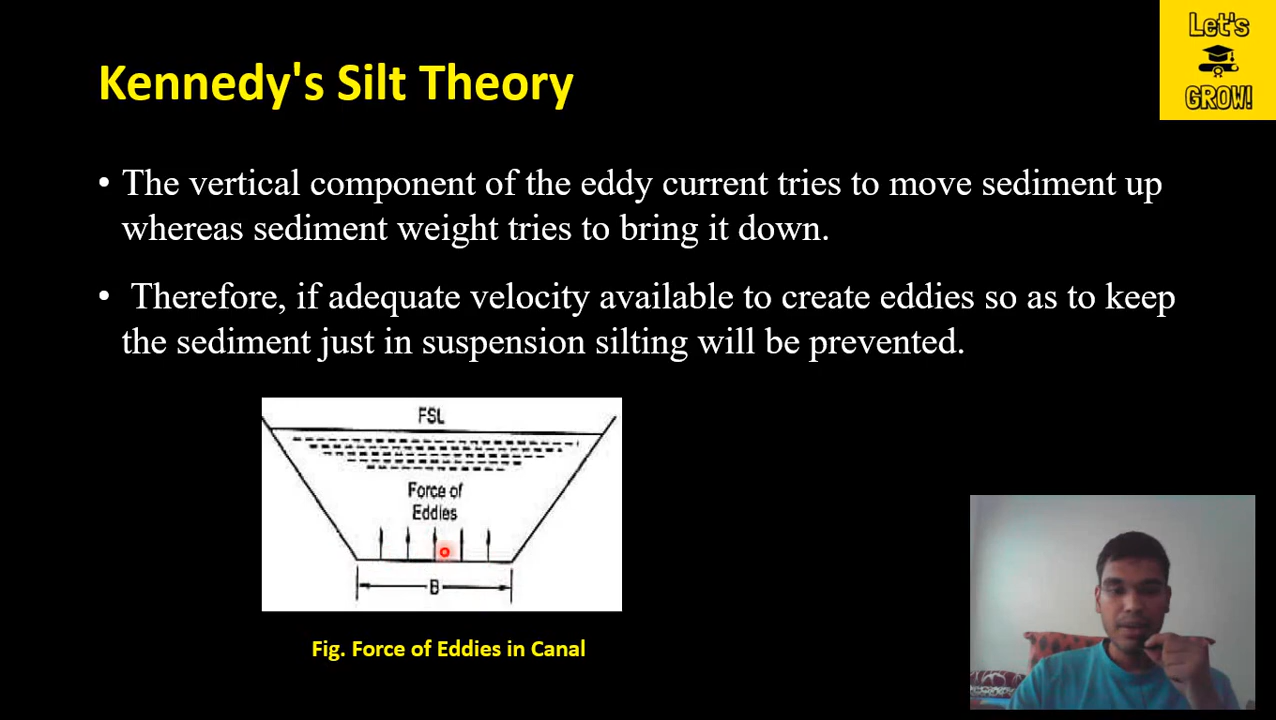 Let's
GROW!
Kennedy's Silt Theory
• The vertical component of the eddy current tries to move sediment up
whereas sediment weight tries to bring it down.
• Therefore, if adequate velocity available to create eddies so as to keep
the sediment just in suspension silting will be prevented.
FSL
Force of
Eddies
B
Fig. Force of Eddies in Canal